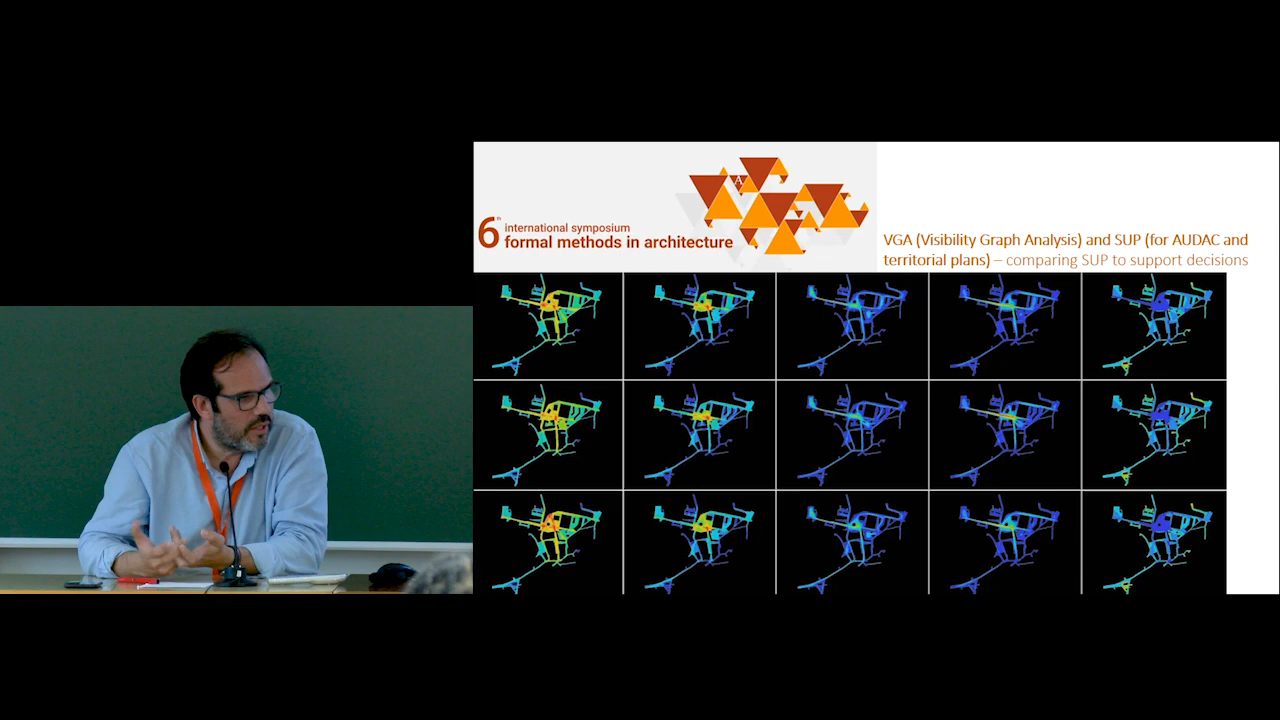 6th international symposium
formal methods in architecture
A
VGA (Visibility Graph Analysis) and SUP (for AUDAC and
territorial plans) – comparing SUP to support decisions